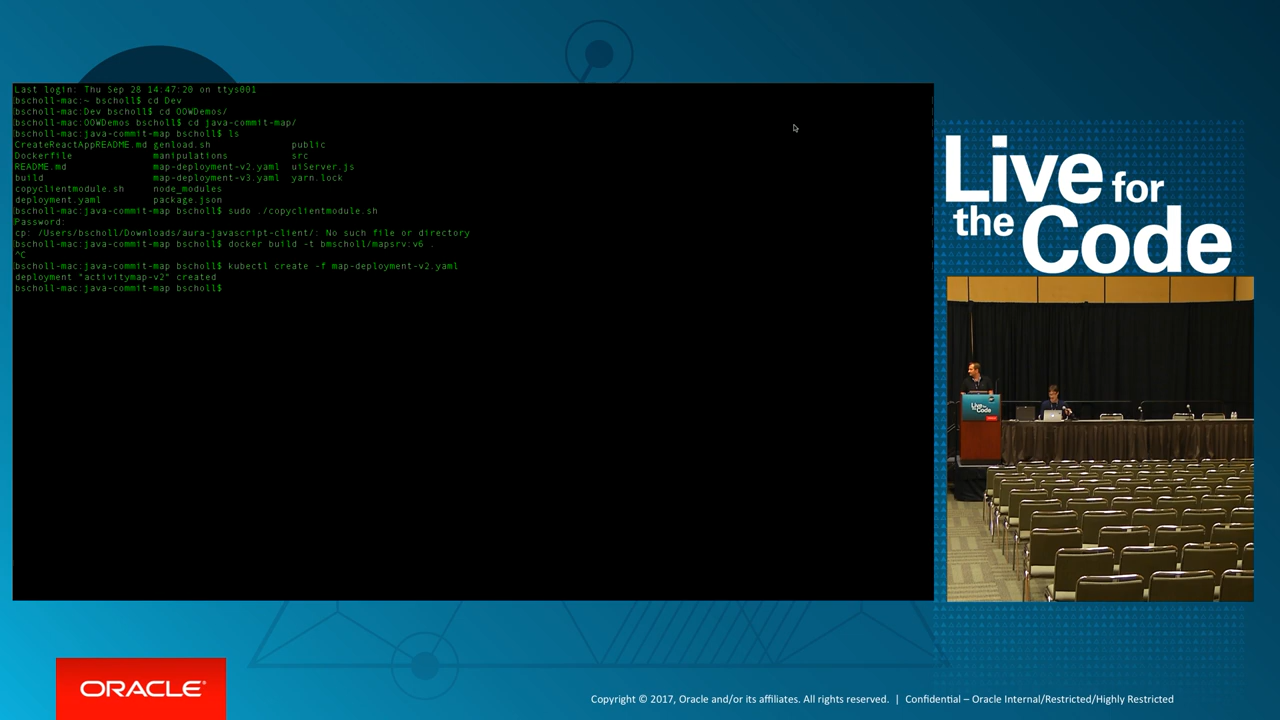 Last login: Thu Sep 28 14:47:20 on ttys001
bscholl-mac:~ bscholl$ cd Dev
bscholl-mac:Dev bscholl$ cd OOWDemos/
bscholl-mac:OOWDemos bscholl$ cd java-commit-map/
bscholl-mac:java-commit-map bscholl$ ls
CreateReactAppREADME.md genload.sh public
Dockerfile manipulations src
README.md map-deployment-v2.yaml uiServer.js
build map-deployment-v3.yaml yarn.lock
copyclientmodule.sh node_modules
deployment.yaml package.json
bscholl-mac:java-commit-map bscholl$ sudo ./copyclientmodule.sh
Password:
cp: /Users/bscholl/Downloads/aura-javascript-client/: No such file or directory
bscholl-mac:java-commit-map bscholl$ docker build -t bmscholl/mapsrv:v6 .
^C
bscholl-mac:java-commit-map bscholl$ kubectl create -f map-deployment-v2.yaml
deployment "activitymap-v2" created
bscholl-mac:java-commit-map bscholl$
Live for
the Code
Live for
the Code
ORACLE®
Copyright © 2017, Oracle and/or its affiliates. All rights reserved. | Confidential – Oracle Internal/Restricted/Highly Restricted